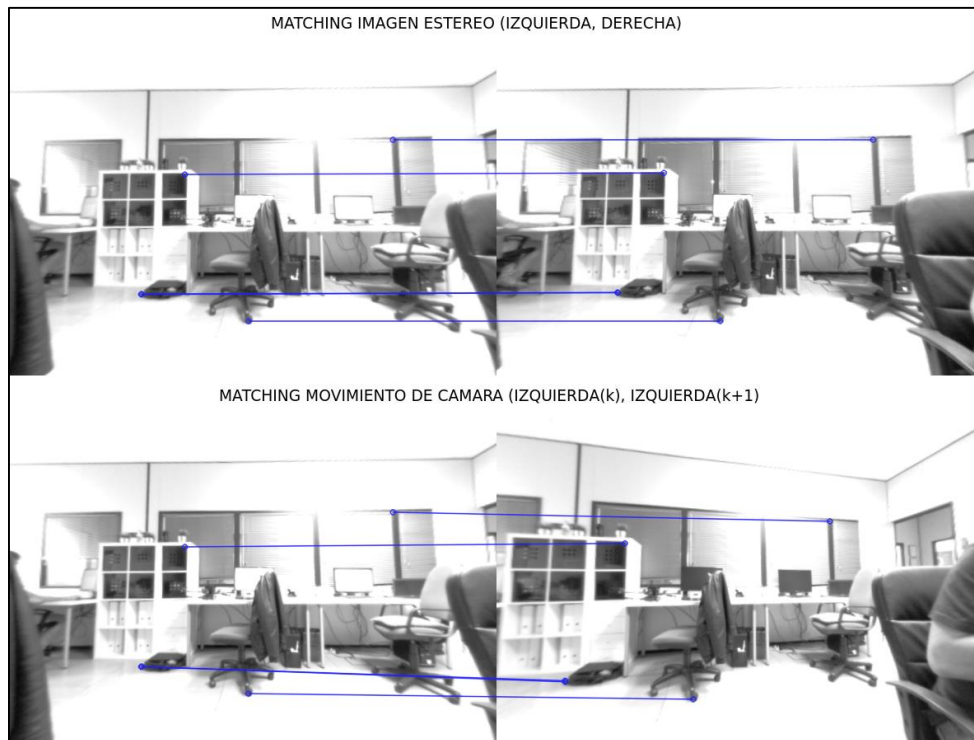 MATCHING IMAGEN ESTEREO (IZQUIERDA, DERECHA)
MATCHING MOVIMIENTO DE CAMARA (IZQUIERDA(k), IZQUIERDA(k+1)